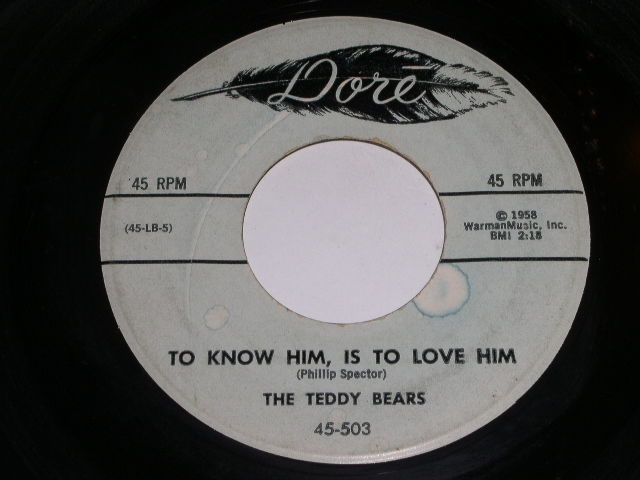 Doré
45 RPM
45 RPM
(45-LB-5)
© 1958
WarmanMusic, Inc.
BMI 2:18
TO KNOW HIM, IS TO LOVE HIM
(Phillip Spector)
THE TEDDY BEARS
45-503